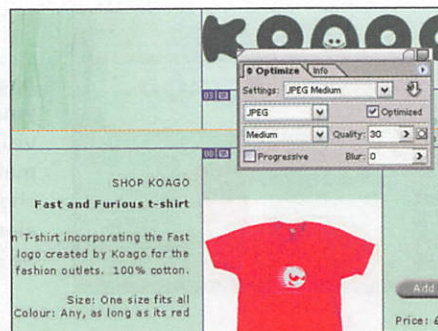 KOAGO
Optimize
Info
Settings: JPEG Medium
03
JPEG
Optimized
Medium
Quality: 30
Progressive
Blur: 0
SHOP KOAGO
Fast and Furious t-shirt
n T-shirt incorporating the Fast
logo created by Koago for the
fashion outlets. 100% cotton.
Size: One size fits all
Colour: Any, as long as its red
Add
Price: £